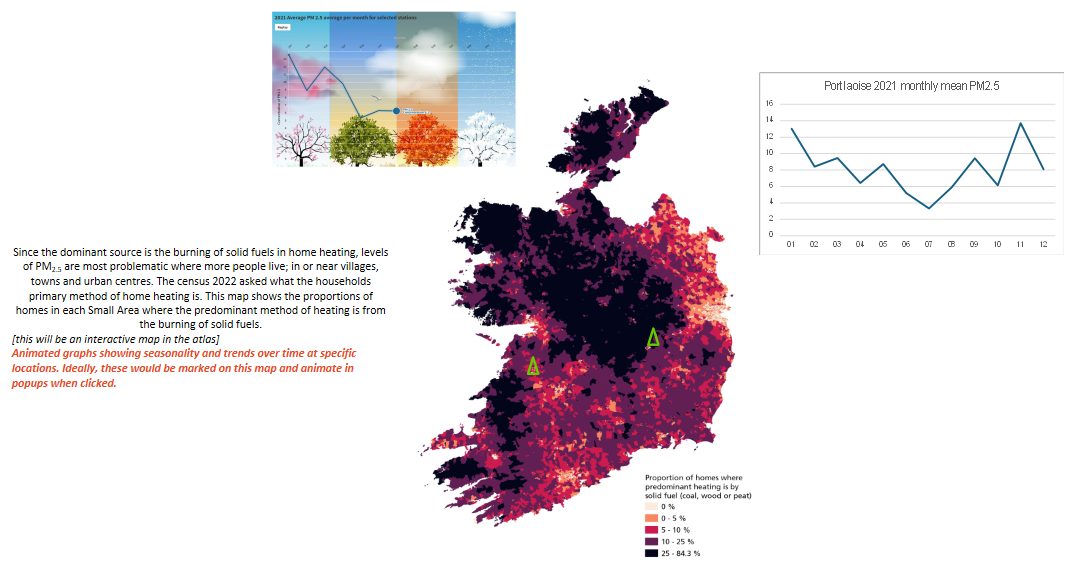 2021 Average PM 2.5 average per month for selected stations
Replay
Portlaoise 2021 monthly mean PM2.5
16
14
12
10
8
6
4
2
0
01 02 03 04 05 06 07 08 09 10 11 12
Since the dominant source is the burning of solid fuels in home heating, levels
of PM2.5 are most problematic where more people live; in or near villages,
towns and urban centres. The census 2022 asked what the households
primary method of home heating is. This map shows the proportions of
homes in each Small Area where the predominant method of heating is from
the burning of solid fuels.
[this will be an interactive map in the atlas]
Animated graphs showing seasonality and trends over time at specific
locations. Ideally, these would be marked on this map and animate in
popups when clicked.
Proportion of homes where
predominant heating is by
solid fuel (coal, wood or peat)
0 %
0 - 5 %
5 - 10 %
10 - 25 %
25 - 84.3 %